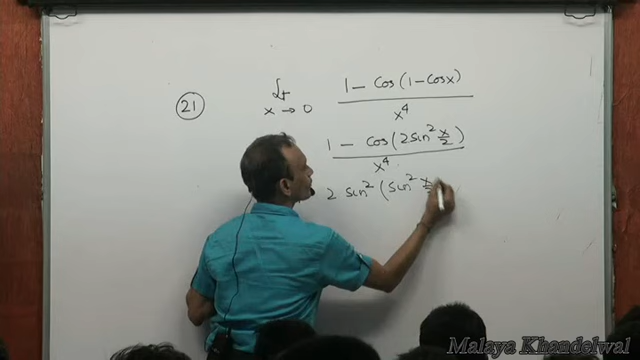 21
Lt
x → 0
1 - Cos (1 - Cosx)
x⁴
1 - Cos (2 Sin² x/2)
x⁴
2 Sin² (Sin² x/2
Malaya Khandelwal